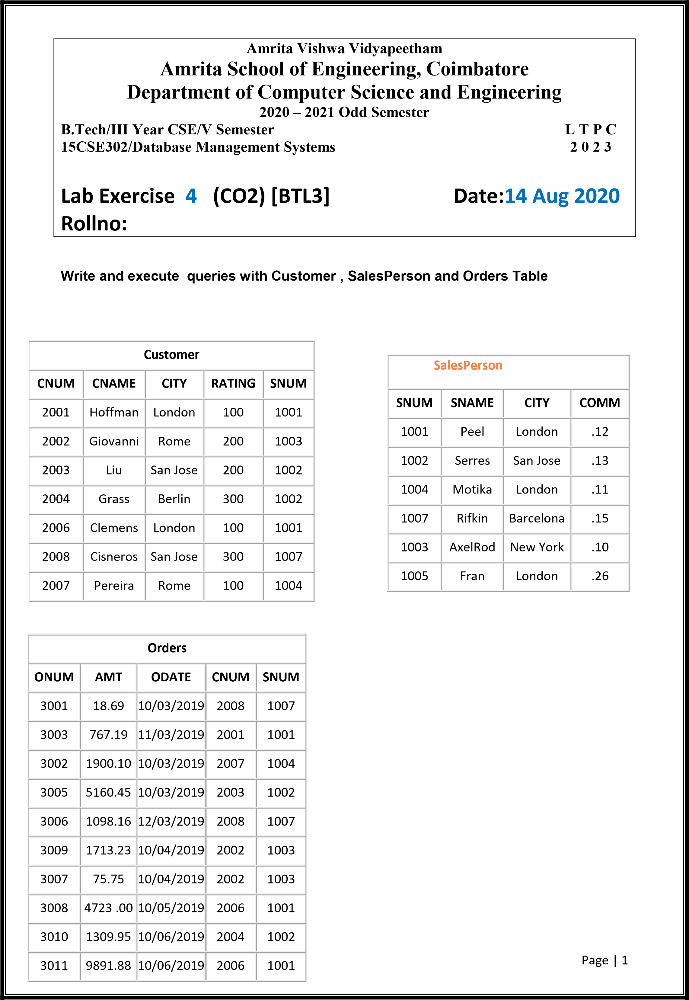 Amrita Vishwa Vidyapeetham
Amrita School of Engineering, Coimbatore
Department of Computer Science and Engineering
2020 – 2021 Odd Semester
B.Tech/III Year CSE/V Semester L T P C
15CSE302/Database Management Systems 2 0 2 3
Lab Exercise 4 (CO2) [BTL3] Date:14 Aug 2020
Rollno:
Write and execute queries with Customer , SalesPerson and Orders Table
Customer
CNUM CNAME CITY RATING SNUM
2001 Hoffman London 100 1001
2002 Giovanni Rome 200 1003
2003 Liu San Jose 200 1002
2004 Grass Berlin 300 1002
2006 Clemens London 100 1001
2008 Cisneros San Jose 300 1007
2007 Pereira Rome 100 1004
SalesPerson
SNUM SNAME CITY COMM
1001 Peel London .12
1002 Serres San Jose .13
1004 Motika London .11
1007 Rifkin Barcelona .15
1003 AxelRod New York .10
1005 Fran London .26
Orders
ONUM AMT ODATE CNUM SNUM
3001 18.69 10/03/2019 2008 1007
3003 767.19 11/03/2019 2001 1001
3002 1900.10 10/03/2019 2007 1004
3005 5160.45 10/03/2019 2003 1002
3006 1098.16 12/03/2019 2008 1007
3009 1713.23 10/04/2019 2002 1003
3007 75.75 10/04/2019 2002 1003
3008 4723 .00 10/05/2019 2006 1001
3010 1309.95 10/06/2019 2004 1002
3011 9891.88 10/06/2019 2006 1001
Page | 1